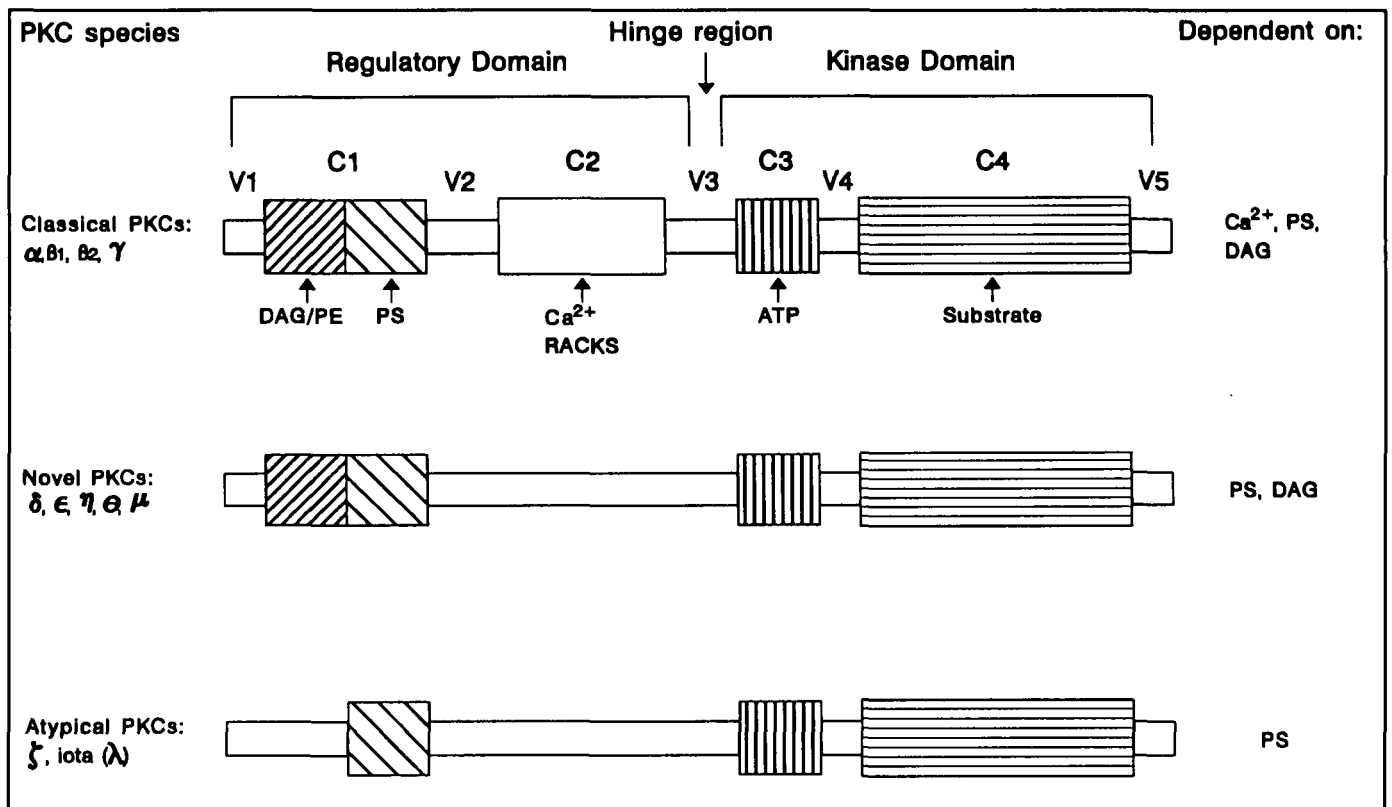 PKC species
Hinge region
Dependent on:
Regulatory Domain
Kinase Domain
V1
C1
V2
C2
V3
C3
V4
C4
V5
Classical PKCs:
α, β1, β2, γ
Ca²⁺, PS,
DAG
DAG/PE
PS
Ca²⁺
RACKS
ATP
Substrate
Novel PKCs:
δ, ε, η, θ, μ
PS, DAG
Atypical PKCs:
ζ, iota (λ)
PS